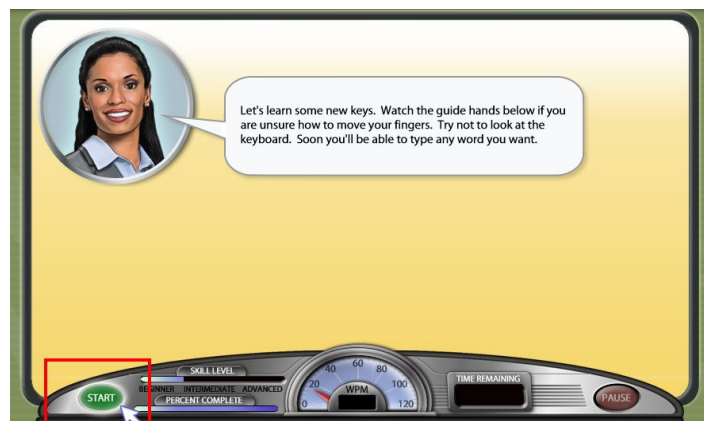 Let's learn some new keys.  Watch the guide hands below if you
are unsure how to move your fingers.  Try not to look at the
keyboard.  Soon you'll be able to type any word you want.
START
SKILL LEVEL
BEGINNER INTERMEDIATE ADVANCED
PERCENT COMPLETE
0 20 40 60 80 100 120
WPM
TIME REMAINING
PAUSE